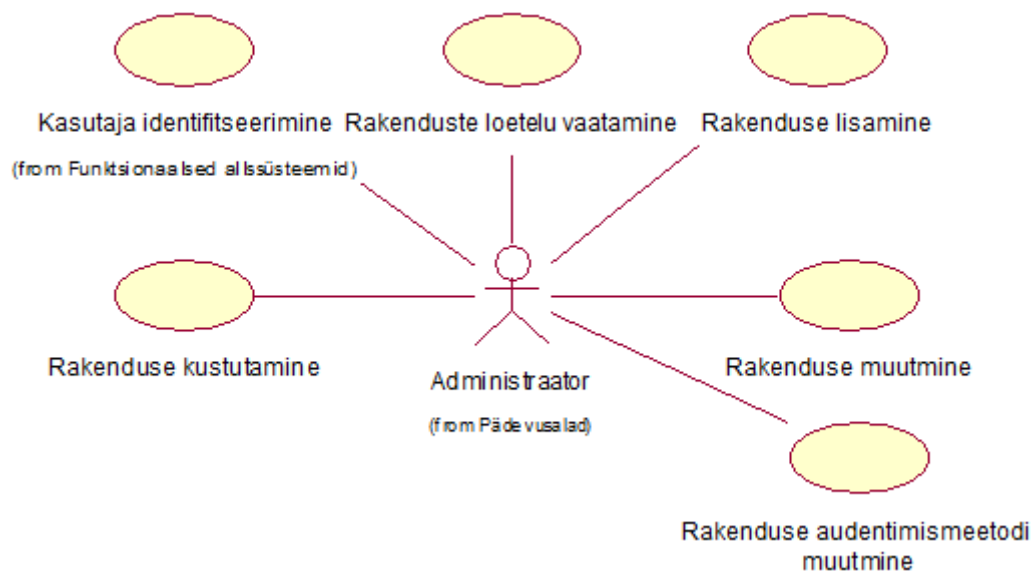 Kasutaja identifitseerimine
(from Funktsionaalsed allssüsteemid)
Rakenduste loetelu vaatamine
Rakenduse lisamine
Rakenduse kustutamine
Administraator
(from Pädevusalad)
Rakenduse muutmine
Rakenduse audentimismeetodi
muutmine